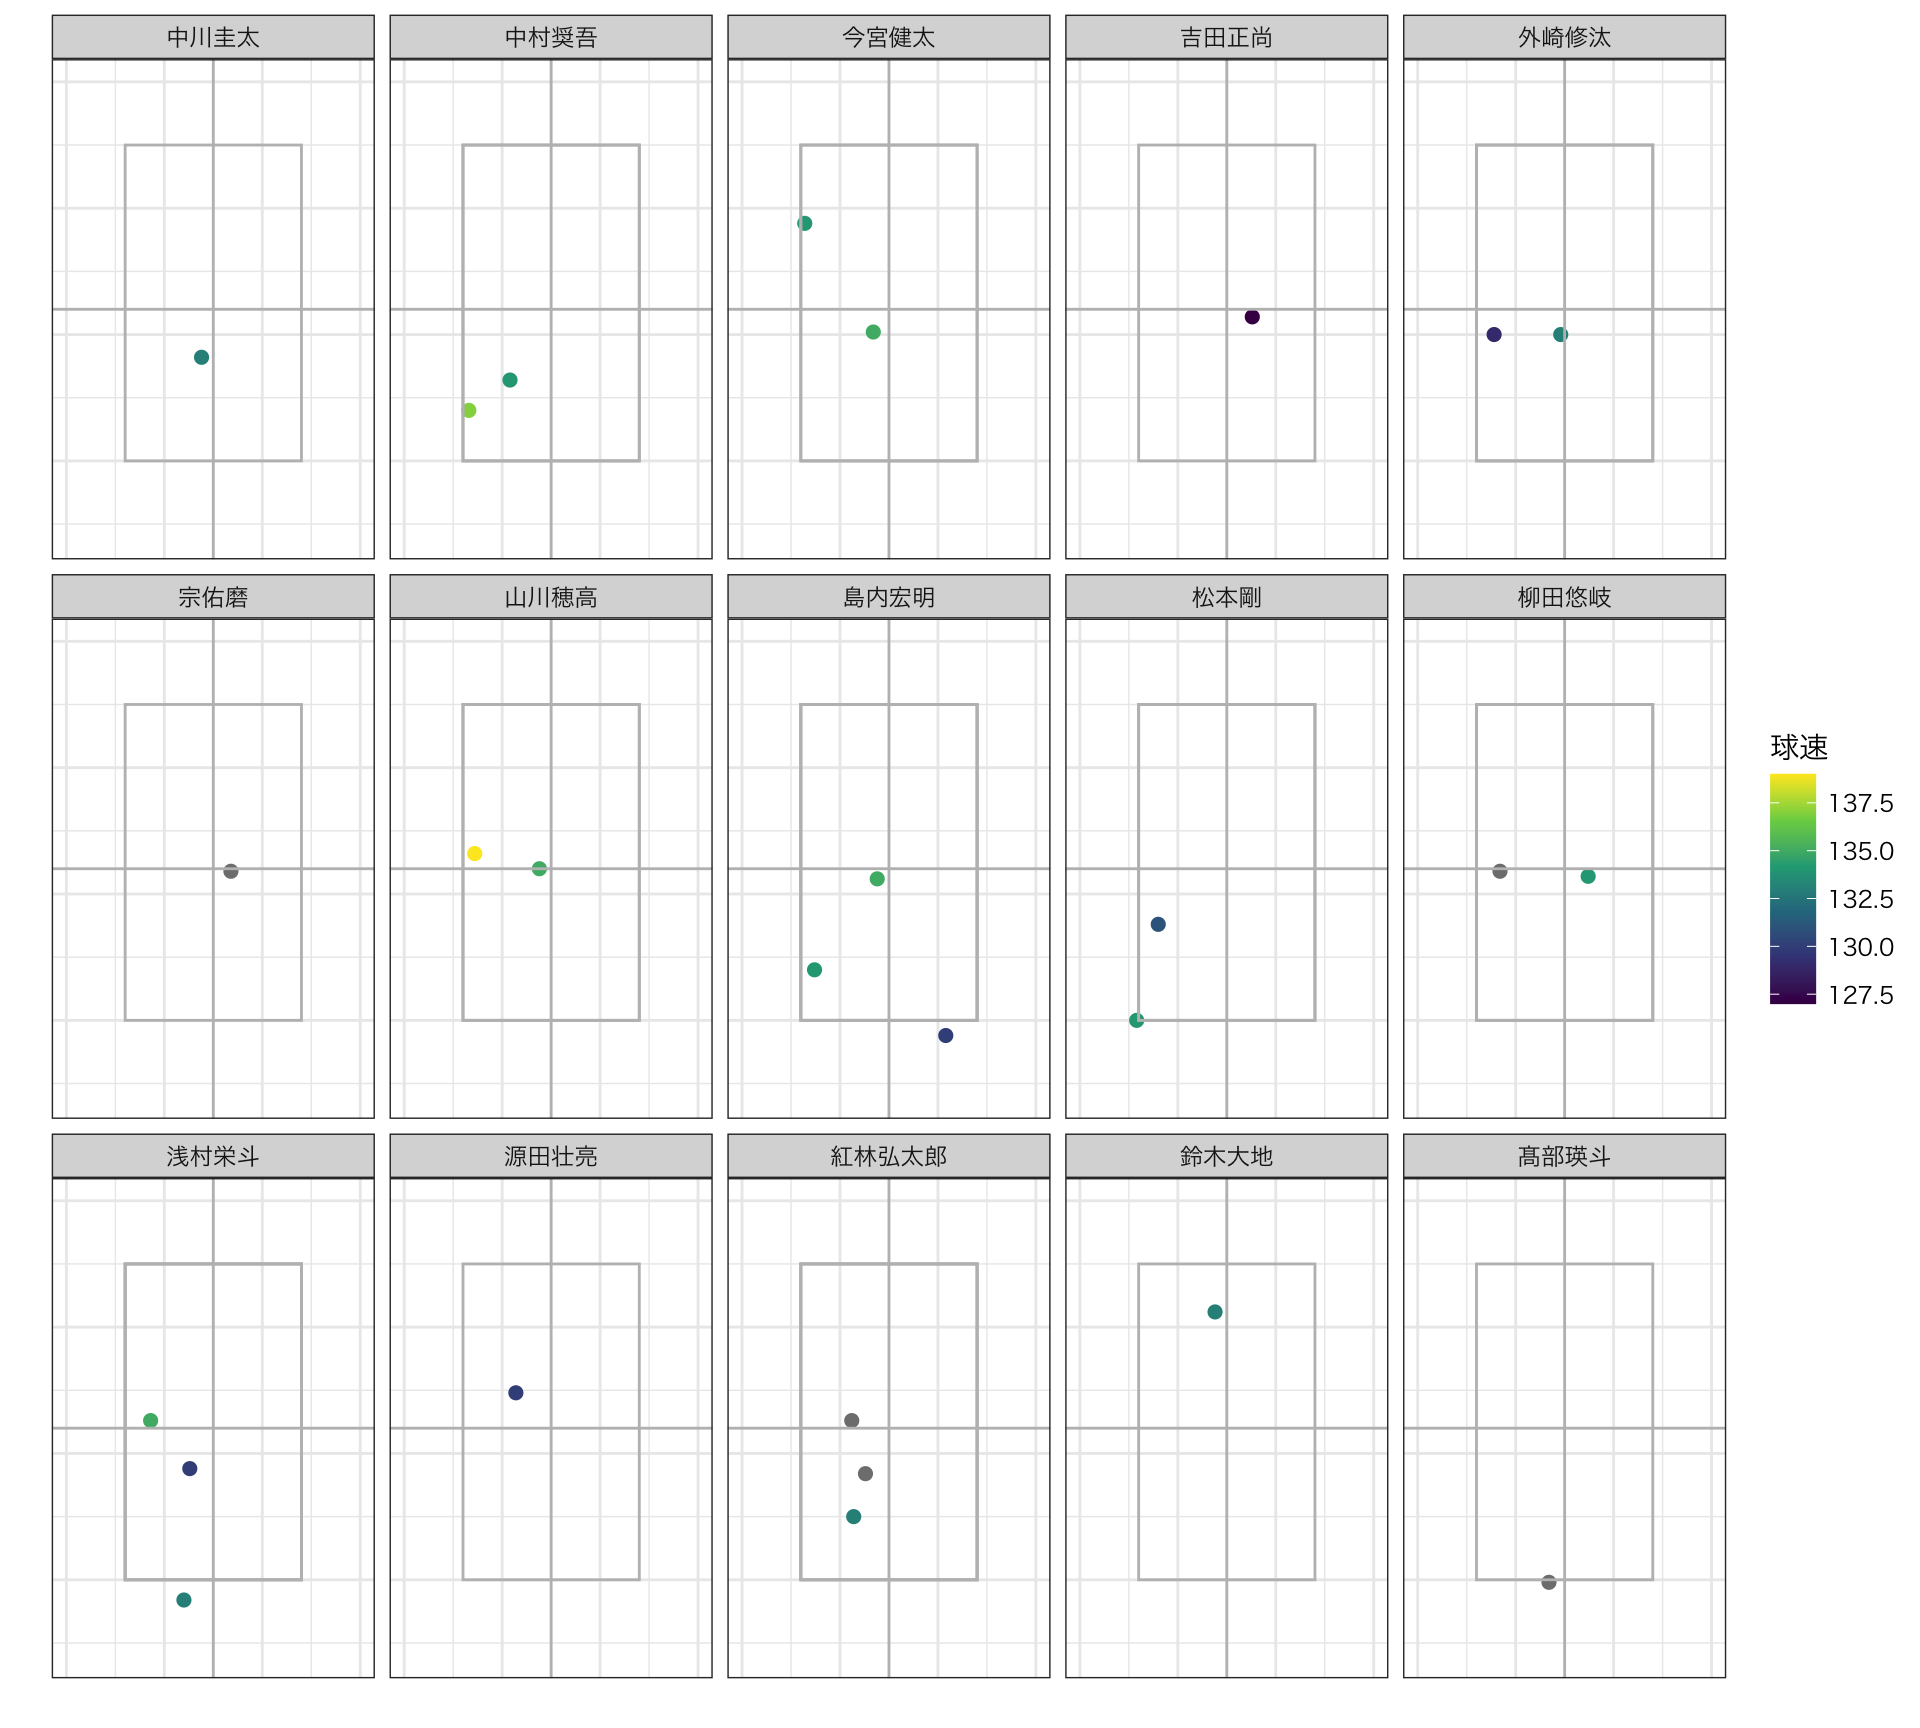 中川圭太
中村奨吾
今宮健太
吉田正尚
外崎修汰
宗佑磨
山川穂高
島内宏明
松本剛
柳田悠岐
浅村栄斗
源田壮亮
紅林弘太郎
鈴木大地
髙部瑛斗
球速
137.5
135.0
132.5
130.0
127.5